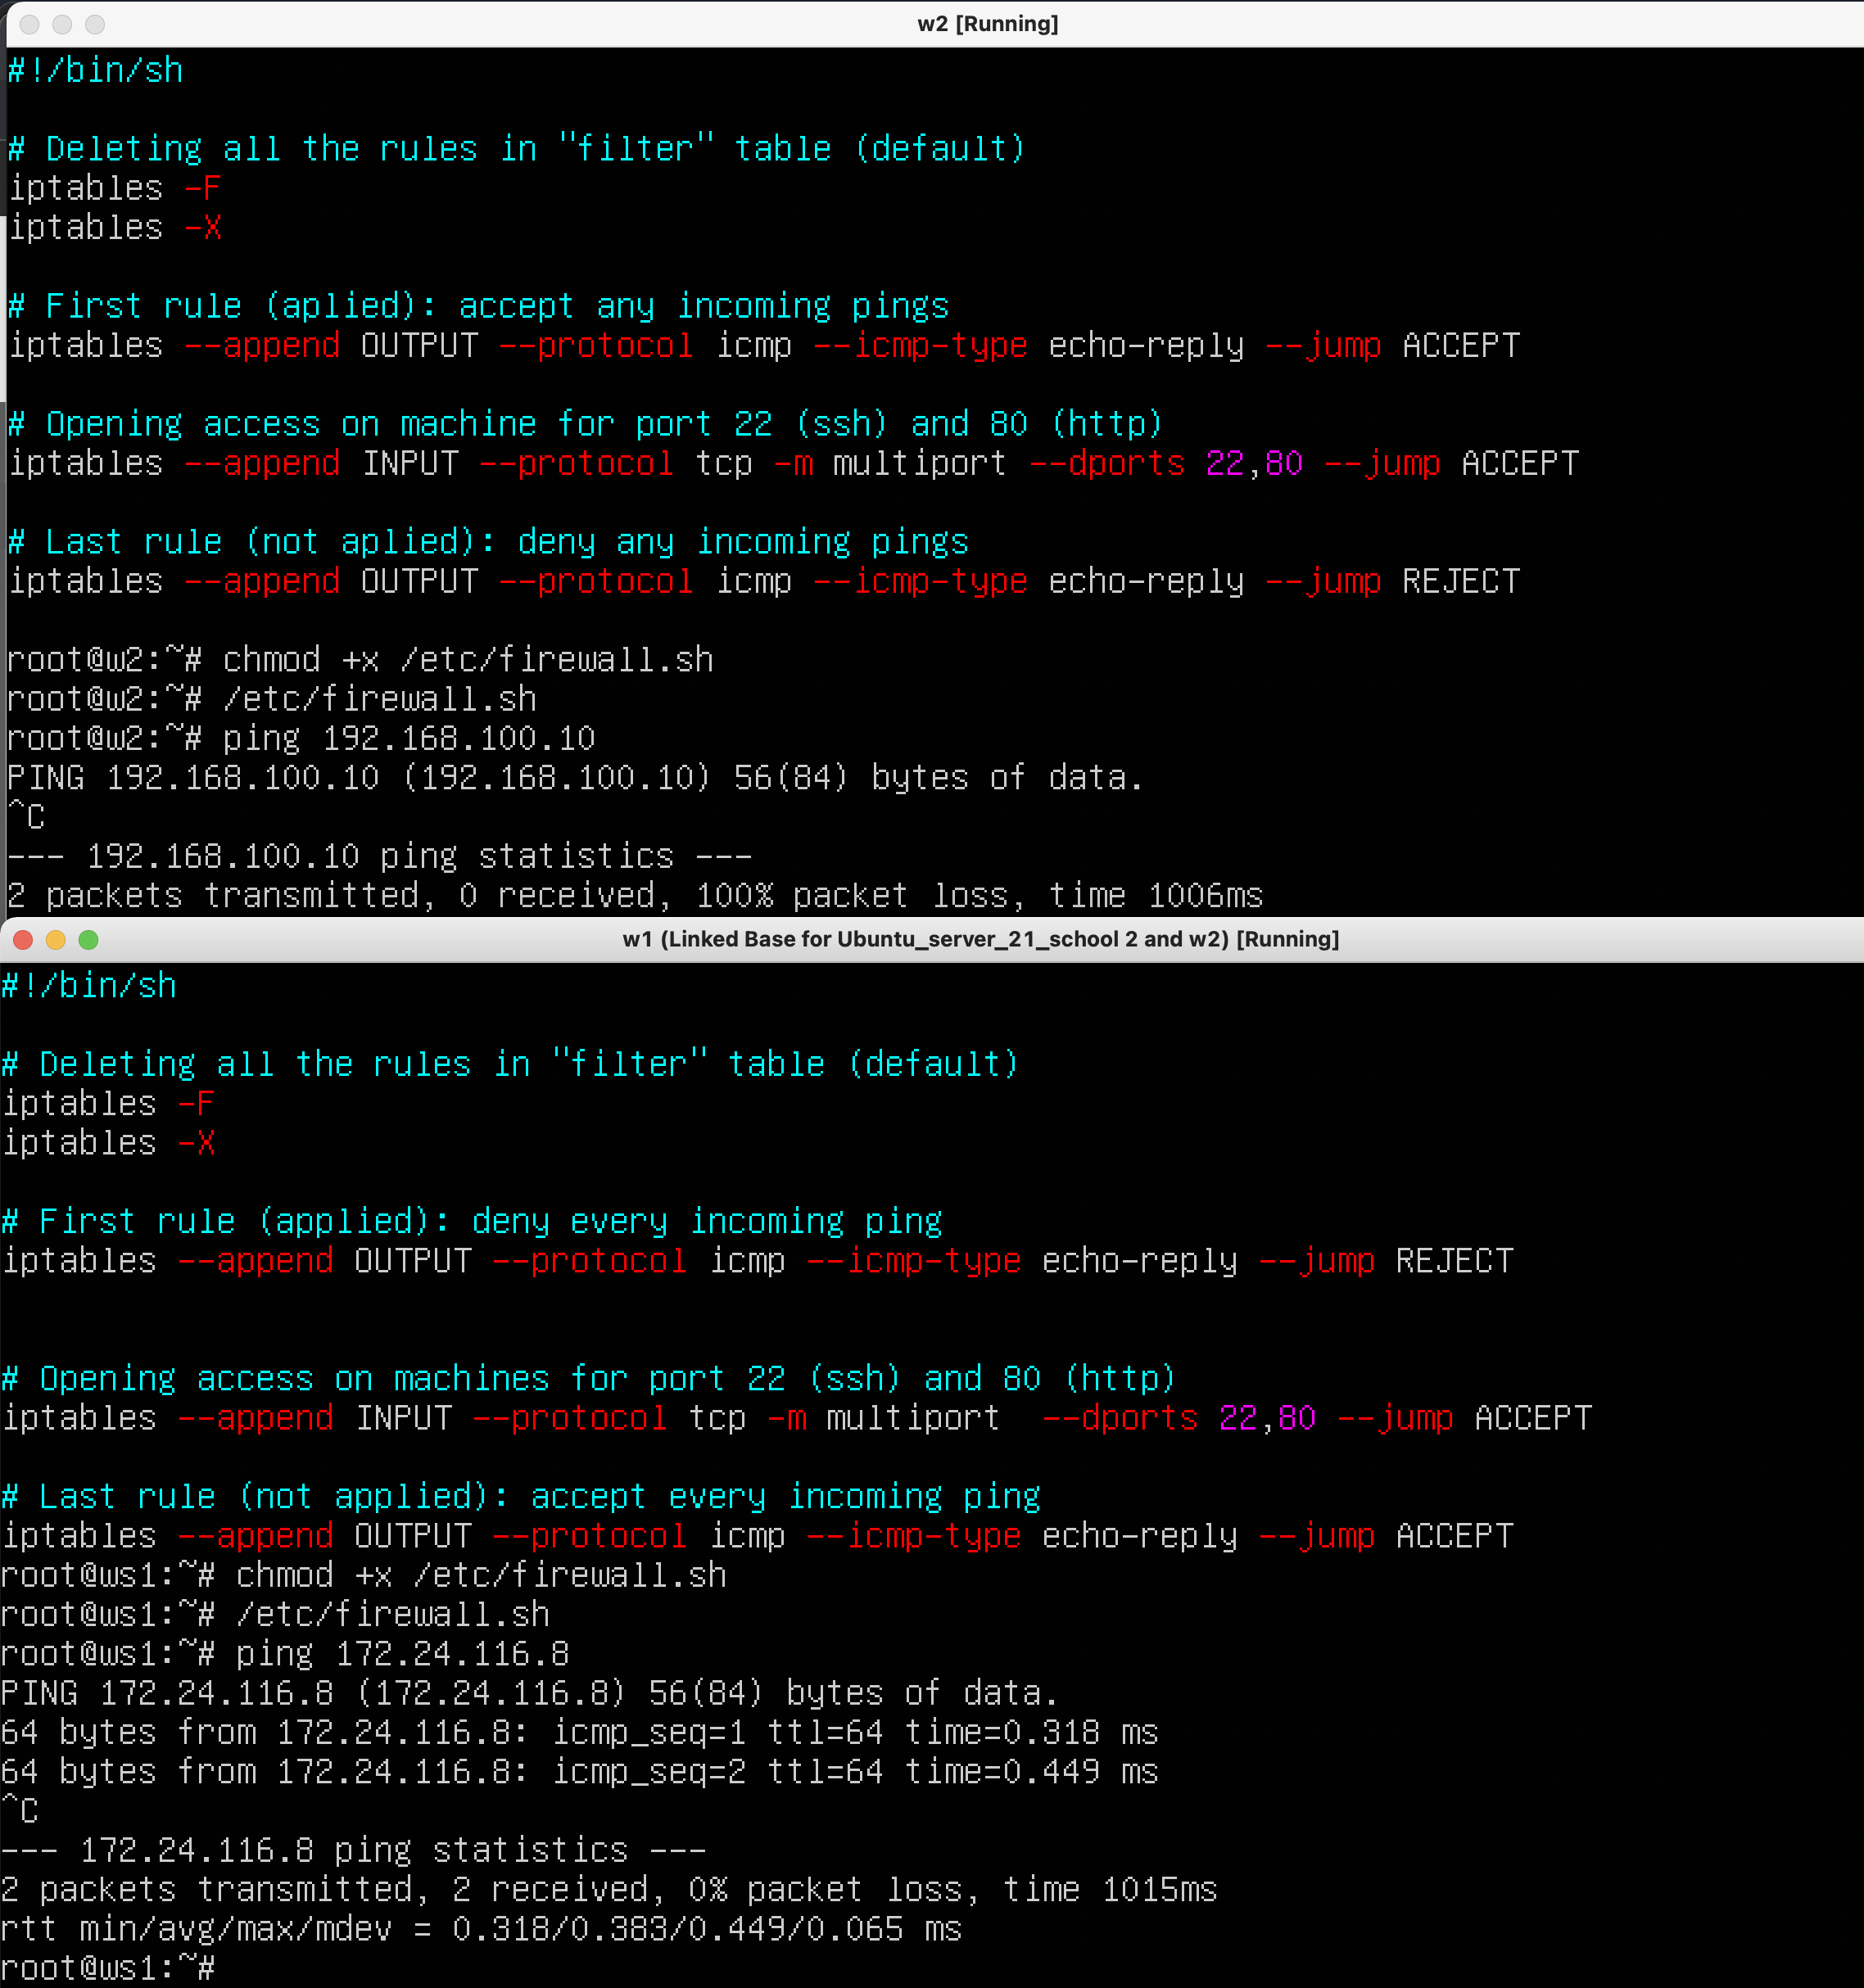 w2 [Running]
#!/bin/sh
# Deleting all the rules in "filter" table (default)
iptables -F
iptables -X
# First rule (aplied): accept any incoming pings
iptables --append OUTPUT --protocol icmp --icmp-type echo-reply --jump ACCEPT
# Opening access on machine for port 22 (ssh) and 80 (http)
iptables --append INPUT --protocol tcp -m multiport --dports 22,80 --jump ACCEPT
# Last rule (not aplied): deny any incoming pings
iptables --append OUTPUT --protocol icmp --icmp-type echo-reply --jump REJECT
root@w2:~# chmod +x /etc/firewall.sh
root@w2:~# /etc/firewall.sh
root@w2:~# ping 192.168.100.10
PING 192.168.100.10 (192.168.100.10) 56(84) bytes of data.
^C
--- 192.168.100.10 ping statistics ---
2 packets transmitted, 0 received, 100% packet loss, time 1006ms
w1 (Linked Base for Ubuntu_server_21_school 2 and w2) [Running]
#!/bin/sh
# Deleting all the rules in "filter" table (default)
iptables -F
iptables -X
# First rule (applied): deny every incoming ping
iptables --append OUTPUT --protocol icmp --icmp-type echo-reply --jump REJECT
# Opening access on machines for port 22 (ssh) and 80 (http)
iptables --append INPUT --protocol tcp -m multiport  --dports 22,80 --jump ACCEPT
# Last rule (not applied): accept every incoming ping
iptables --append OUTPUT --protocol icmp --icmp-type echo-reply --jump ACCEPT
root@ws1:~# chmod +x /etc/firewall.sh
root@ws1:~# /etc/firewall.sh
root@ws1:~# ping 172.24.116.8
PING 172.24.116.8 (172.24.116.8) 56(84) bytes of data.
64 bytes from 172.24.116.8: icmp_seq=1 ttl=64 time=0.318 ms
64 bytes from 172.24.116.8: icmp_seq=2 ttl=64 time=0.449 ms
^C
--- 172.24.116.8 ping statistics ---
2 packets transmitted, 2 received, 0% packet loss, time 1015ms
rtt min/avg/max/mdev = 0.318/0.383/0.449/0.065 ms
root@ws1:~#